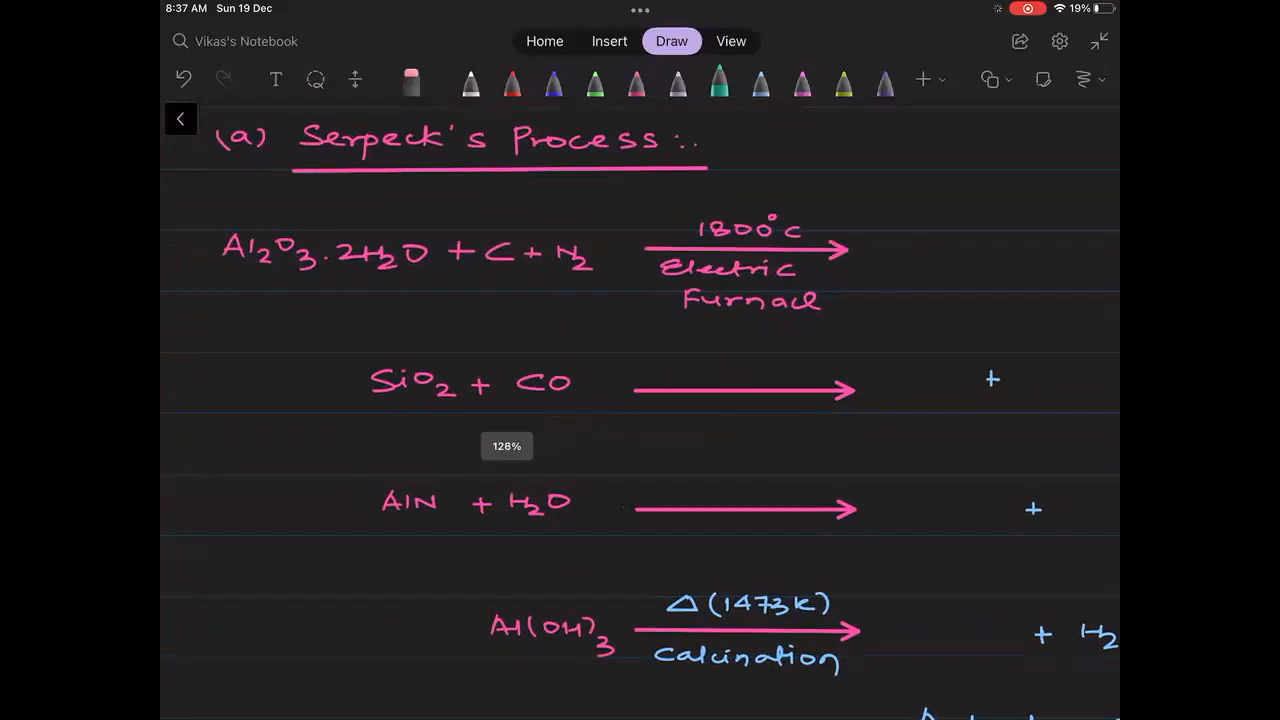 8:37 AM Sun 19 Dec
19%
Vikas's Notebook
Home Insert Draw View
(a) Serpeck's Process :.
Al2O3.2H2O + C + N2 1800°C
Electric
Furnace
SiO2 + CO +
126%
AlN + H2O +
Al(OH)3 Δ(1473K) + H2
Calcination